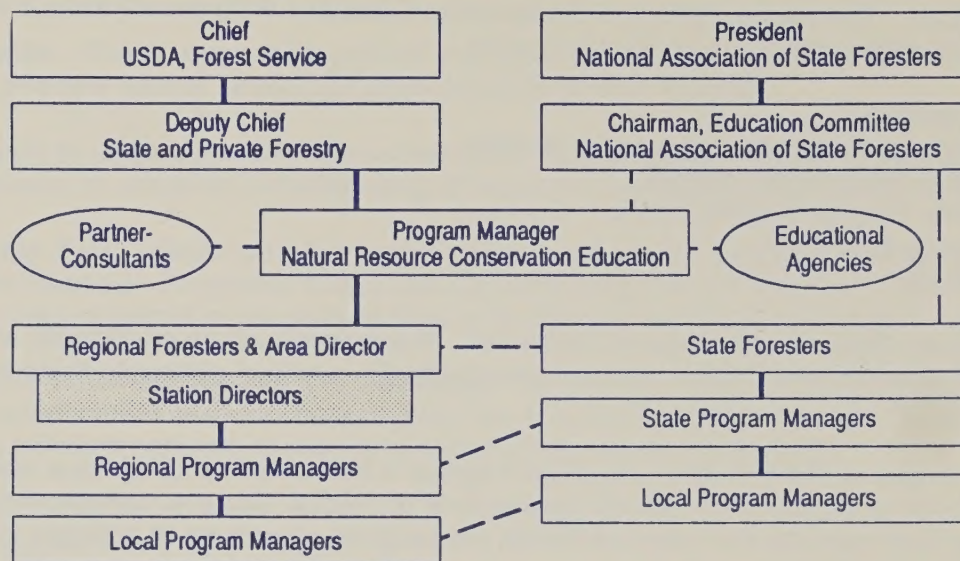 Chief
USDA, Forest Service
President
National Association of State Foresters
Deputy Chief
State and Private Forestry
Chairman, Education Committee
National Association of State Foresters
Partner-
Consultants
Program Manager
Natural Resource Conservation Education
Educational
Agencies
Regional Foresters & Area Director
State Foresters
Station Directors
State Program Managers
Regional Program Managers
Local Program Managers
Local Program Managers